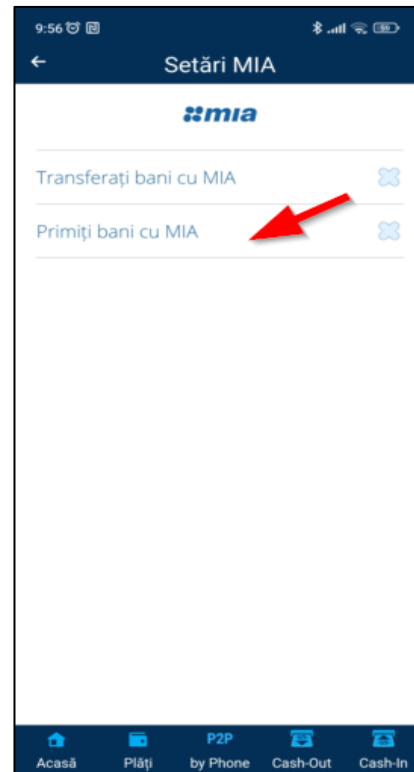 9:56
59
Setări MIA
mia
Transferați bani cu MIA
Primiți bani cu MIA
P2P
Acasă Plăți by Phone Cash-Out Cash-In